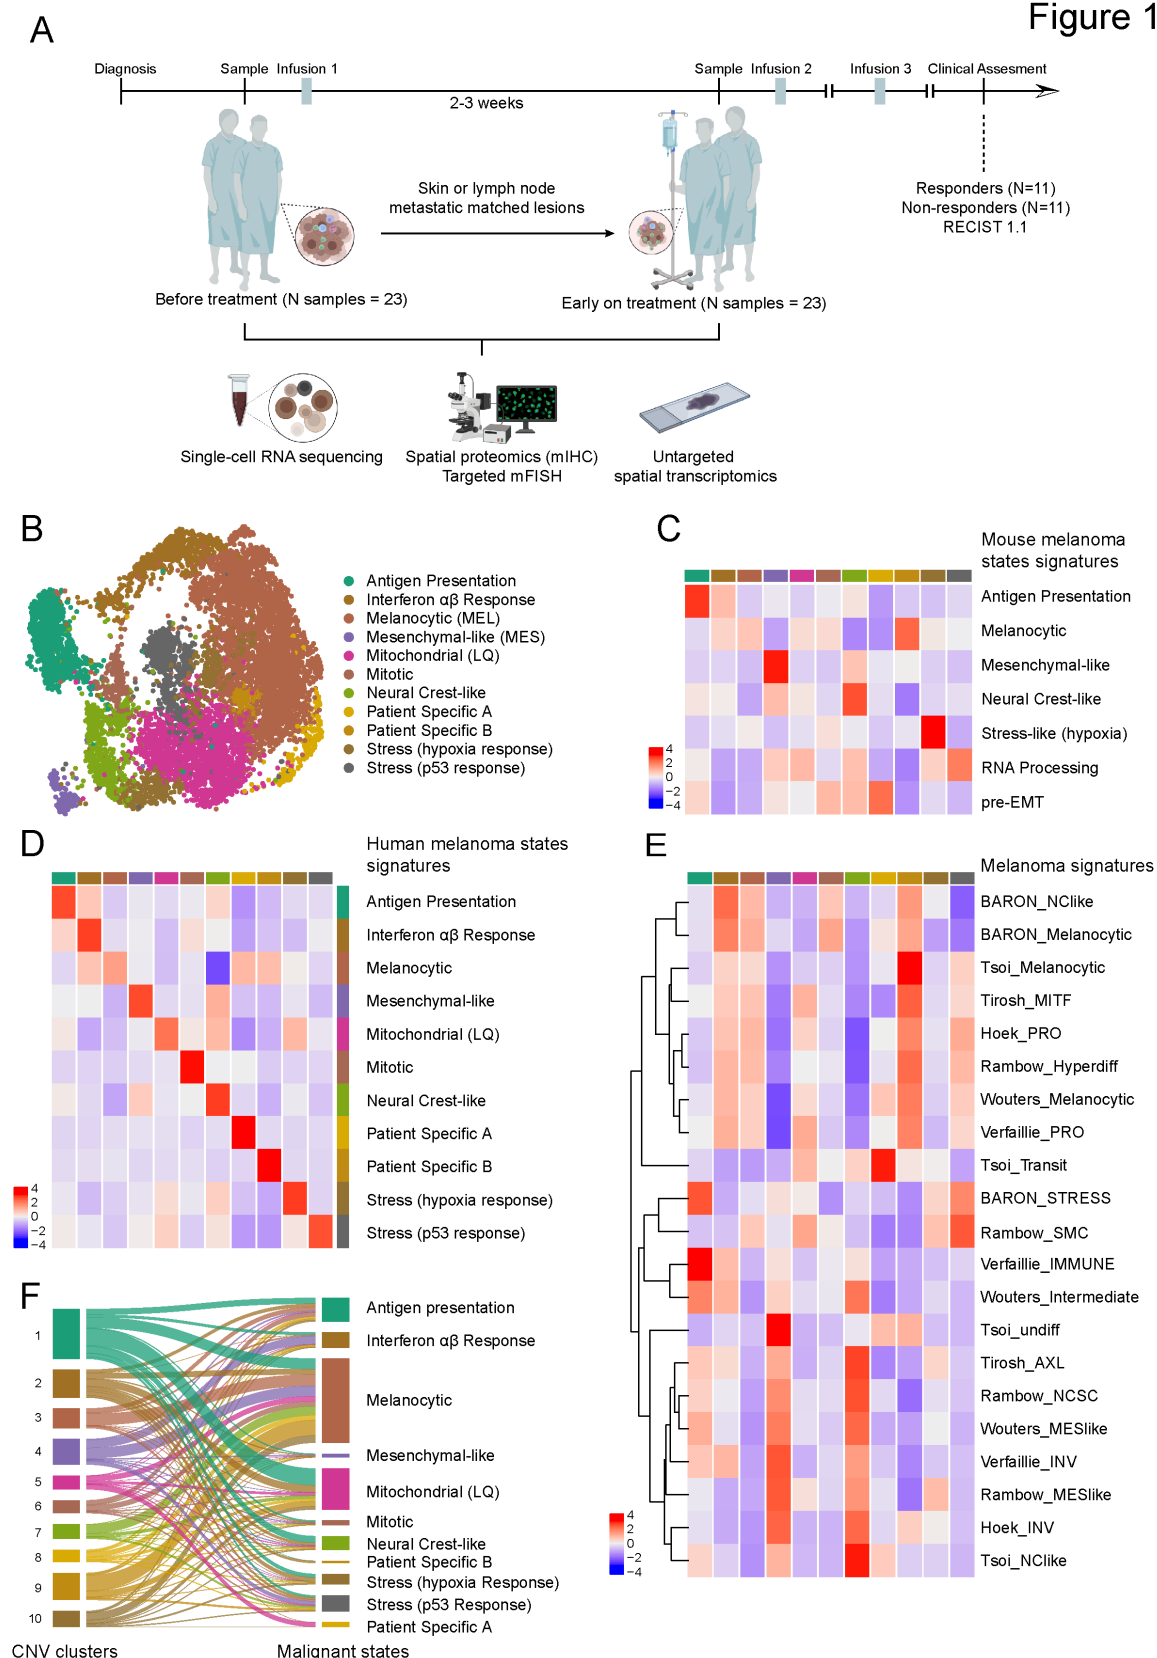 Figure 1
A
Diagnosis
Sample
Infusion 1
Sample
Infusion 2
Infusion 3
Clinical Assesment
2-3 weeks
Skin or lymph node
metastatic matched lesions
Responders (N=11)
Non-responders (N=11)
RECIST 1.1
Before treatment (N samples = 23)
Early on treatment (N samples = 23)
Single-cell RNA sequencing
Spatial proteomics (mIHC)
Targeted mFISH
Untargeted
spatial transcriptomics
B
Antigen Presentation
Interferon αβ Response
Melanocytic (MEL)
Mesenchymal-like (MES)
Mitochondrial (LQ)
Mitotic
Neural Crest-like
Patient Specific A
Patient Specific B
Stress (hypoxia response)
Stress (p53 response)
C
Mouse melanoma
states signatures
Antigen Presentation
Melanocytic
Mesenchymal-like
Neural Crest-like
Stress-like (hypoxia)
RNA Processing
pre-EMT
4
2
0
−2
−4
D
Human melanoma states
signatures
Antigen Presentation
Interferon αβ Response
Melanocytic
Mesenchymal-like
Mitochondrial (LQ)
Mitotic
Neural Crest-like
Patient Specific A
Patient Specific B
Stress (hypoxia response)
Stress (p53 response)
4
2
0
−2
−4
E
Melanoma signatures
BARON_NClike
BARON_Melanocytic
Tsoi_Melanocytic
Tirosh_MITF
Hoek_PRO
Rambow_Hyperdiff
Wouters_Melanocytic
Verfaillie_PRO
Tsoi_Transit
BARON_STRESS
Rambow_SMC
Verfaillie_IMMUNE
Wouters_Intermediate
Tsoi_undiff
Tirosh_AXL
Rambow_NCSC
Wouters_MESlike
Verfaillie_INV
Rambow_MESlike
Hoek_INV
Tsoi_NClike
4
2
0
−2
−4
F
1
2
3
4
5
6
7
8
9
10
Antigen presentation
Interferon αβ Response
Melanocytic
Mesenchymal-like
Mitochondrial (LQ)
Mitotic
Neural Crest-like
Patient Specific B
Stress (hypoxia Response)
Stress (p53 Response)
Patient Specific A
CNV clusters
Malignant states